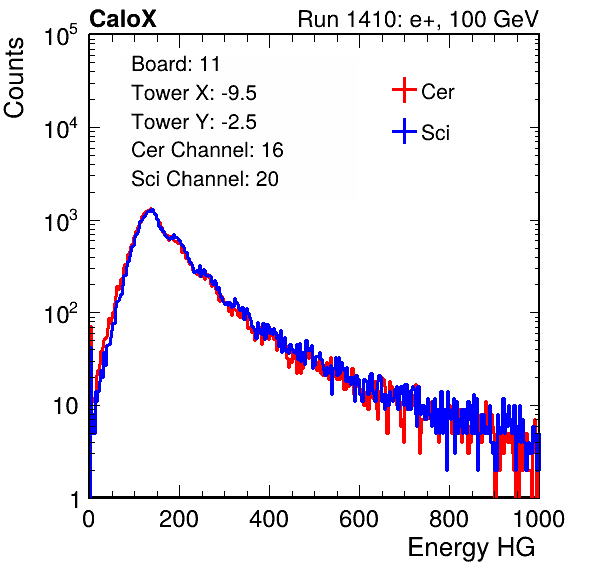 CaloX Run 1410: e+, 100 GeV
Board: 11
Tower X: -9.5
Tower Y: -2.5
Cer Channel: 16
Sci Channel: 20
Cer
Sci
Counts
10^5
10^4
10^3
10^2
10
1
0 200 400 600 800 1000
Energy HG